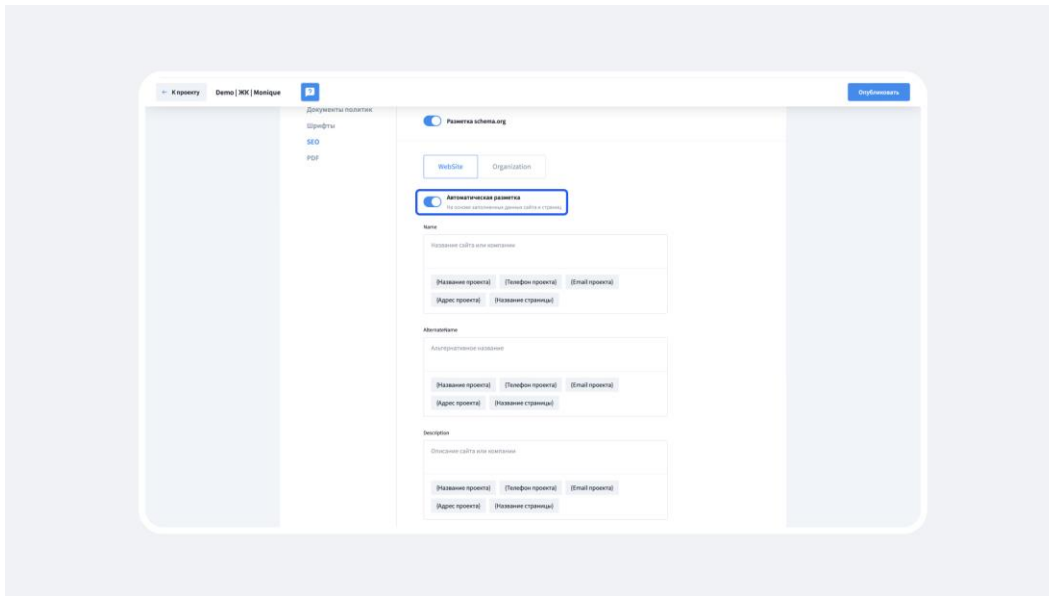 ← К проекту Demo | ЖК | Monique ? Опубликовать
Документы политик
Шрифты
SEO
PDF
Разметка schema.org
WebSite Organization
Автоматическая разметка
На основе заполненных данных сайта и страниц
Name
Название сайта или компании
{Название проекта} {Телефон проекта} {Email проекта}
{Адрес проекта} {Название страницы}
AlternateName
Альтернативное название
{Название проекта} {Телефон проекта} {Email проекта}
{Адрес проекта} {Название страницы}
Description
Описание сайта или компании
{Название проекта} {Телефон проекта} {Email проекта}
{Адрес проекта} {Название страницы}